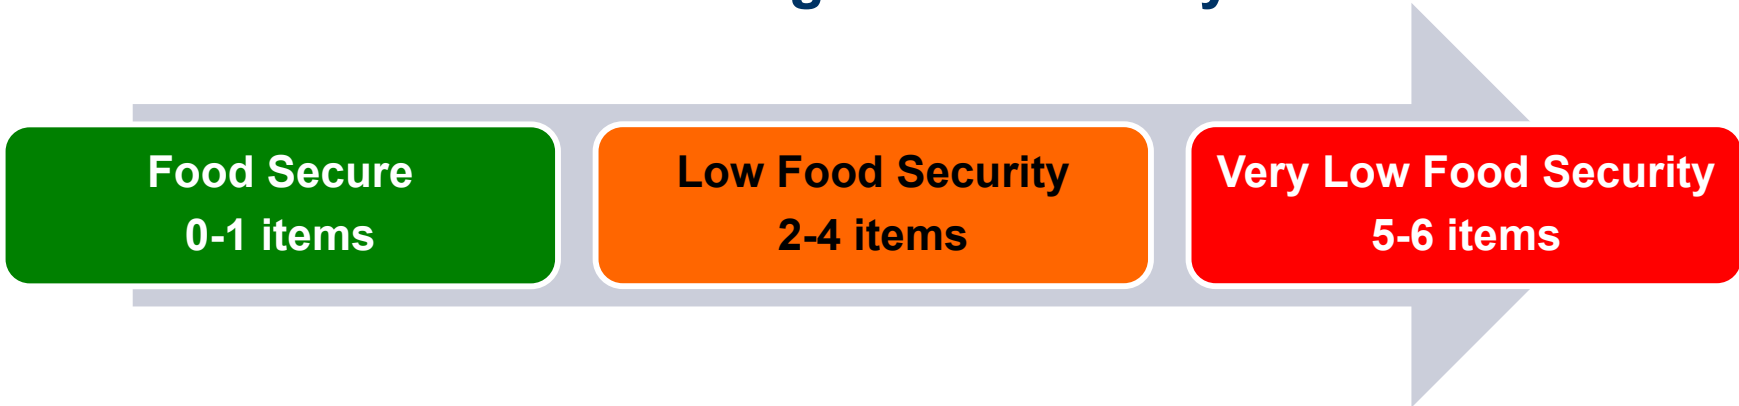 Food Secure
0-1 items
Low Food Security
2-4 items
Very Low Food Security
5-6 items